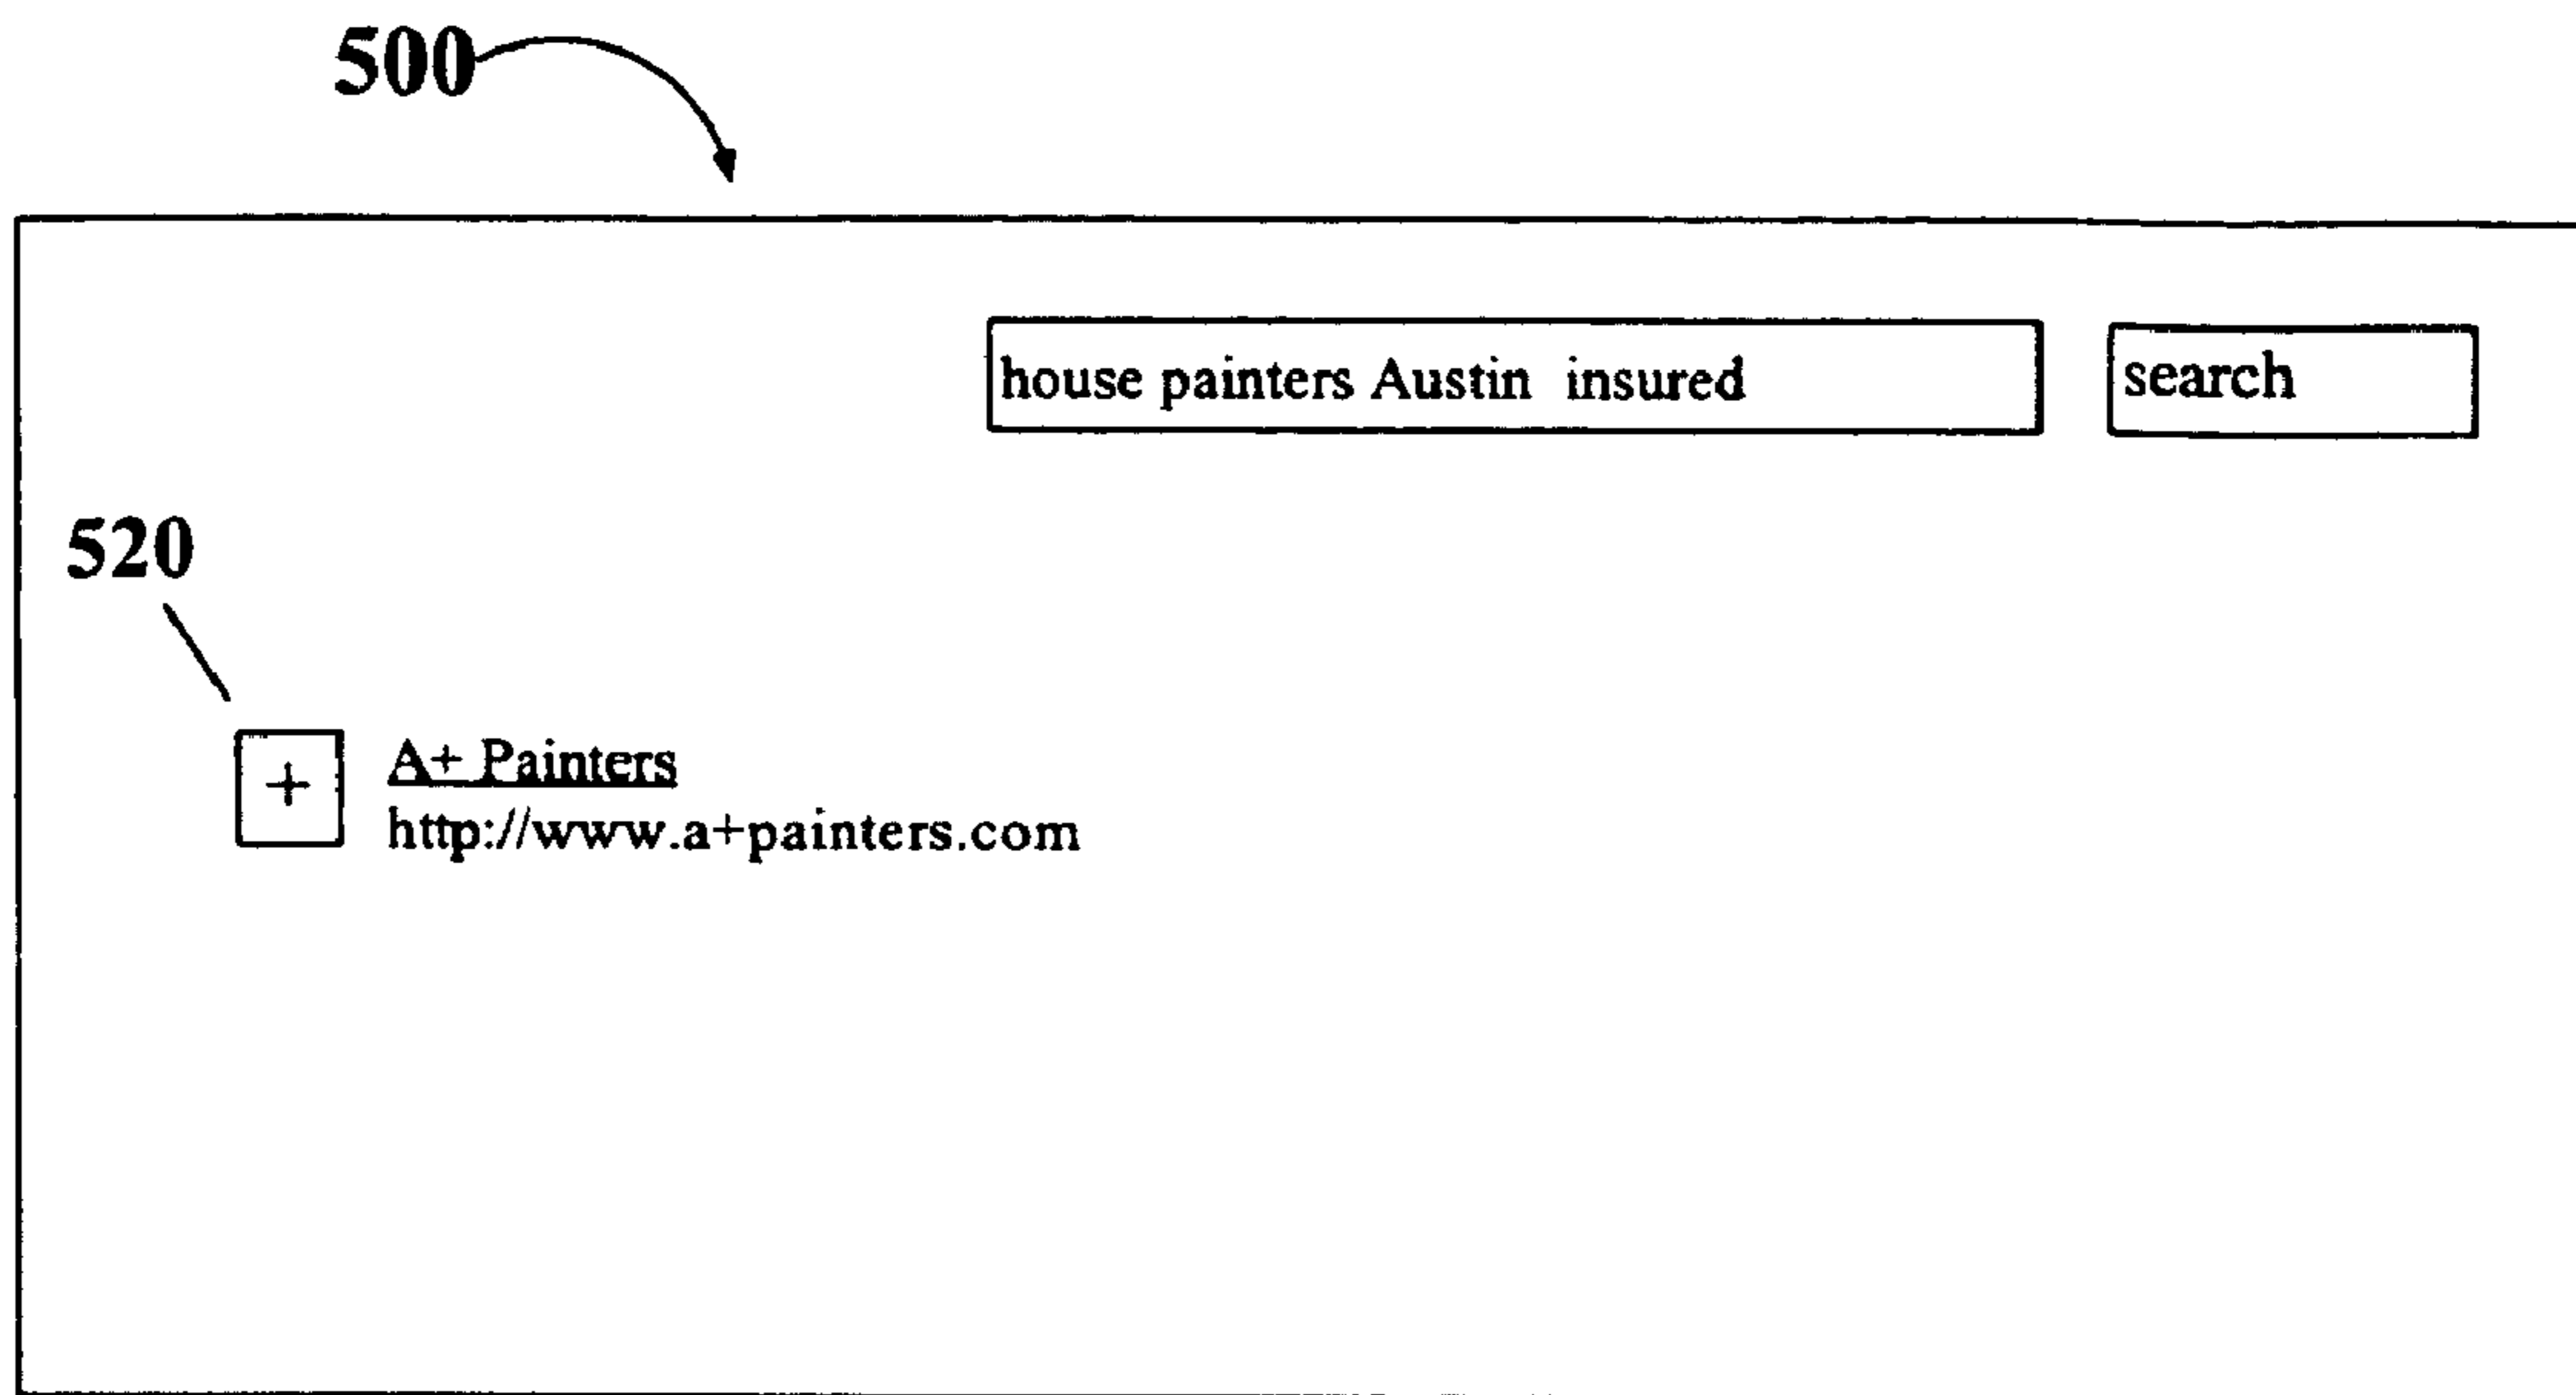 500
house painters Austin insured
search
520
+
A+ Painters
http://www.a+painters.com